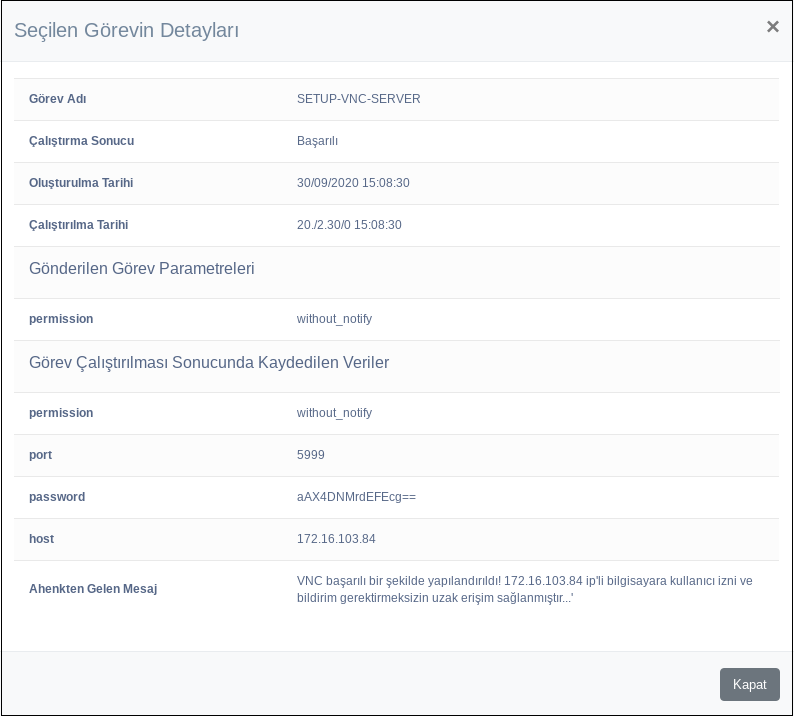 Seçilen Görevin Detayları
×
Görev Adı SETUP-VNC-SERVER
Çalıştırma Sonucu Başarılı
Oluşturulma Tarihi 30/09/2020 15:08:30
Çalıştırılma Tarihi 20./2.30/0 15:08:30
Gönderilen Görev Parametreleri
permission without_notify
Görev Çalıştırılması Sonucunda Kaydedilen Veriler
permission without_notify
port 5999
password aAX4DNMrdEFEcg==
host 172.16.103.84
Ahenkten Gelen Mesaj VNC başarılı bir şekilde yapılandırıldı! 172.16.103.84 ip'li bilgisayara kullanıcı izni ve
bildirim gerektirmeksizin uzak erişim sağlanmıştır...'
Kapat